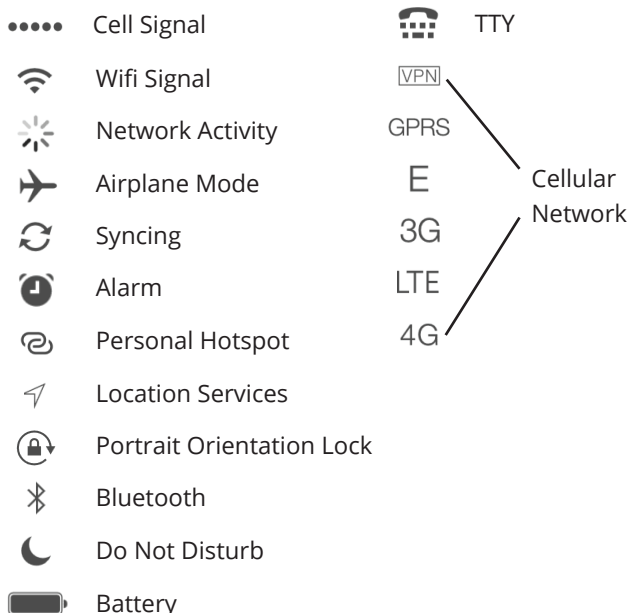 Cell Signal
Wifi Signal
Network Activity
Airplane Mode
Syncing
Alarm
Personal Hotspot
Location Services
Portrait Orientation Lock
Bluetooth
Do Not Disturb
Battery
TTY
VPN
GPRS
E
3G
LTE
4G
Cellular
Network